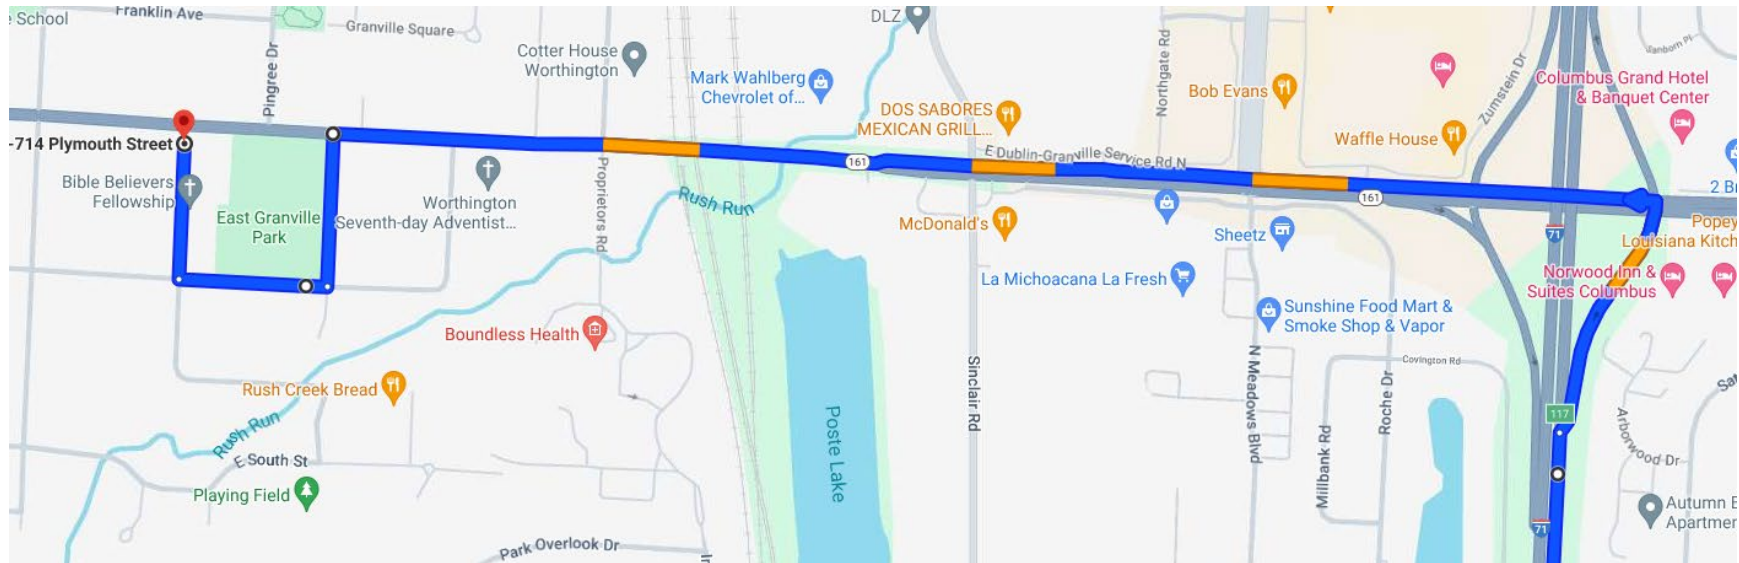 e School
Franklin Ave
Granville Square
Pingree Dr
Cotter House
Worthington
DLZ
Mark Wahlberg
Chevrolet of...
DOS SABORES
MEXICAN GRILL...
Northgate Rd
Bob Evans
Waffle House
Zumstein Dr
Sanborn Pl
Columbus Grand Hotel
& Banquet Center
-714 Plymouth Street
Bible Believers
Fellowship
East Granville
Park
Worthington
Seventh-day Adventist...
Proprietors Rd
Rush Run
161
E Dublin-Granville Service Rd N
McDonald's
161
Sheetz
71
2 B
Popey
Louisiana Kitch
Norwood Inn &
Suites Columbus
La Michoacana La Fresh
Sunshine Food Mart &
Smoke Shop & Vapor
Boundless Health
Rush Creek Bread
Rush Run
E South St
Playing Field
Park Overlook Dr
Poste Lake
Sinclair Rd
N Meadows Blvd
Covington Rd
Millbank Rd
Roche Dr
117
71
Arborwood Dr
Autumn
Apartmen